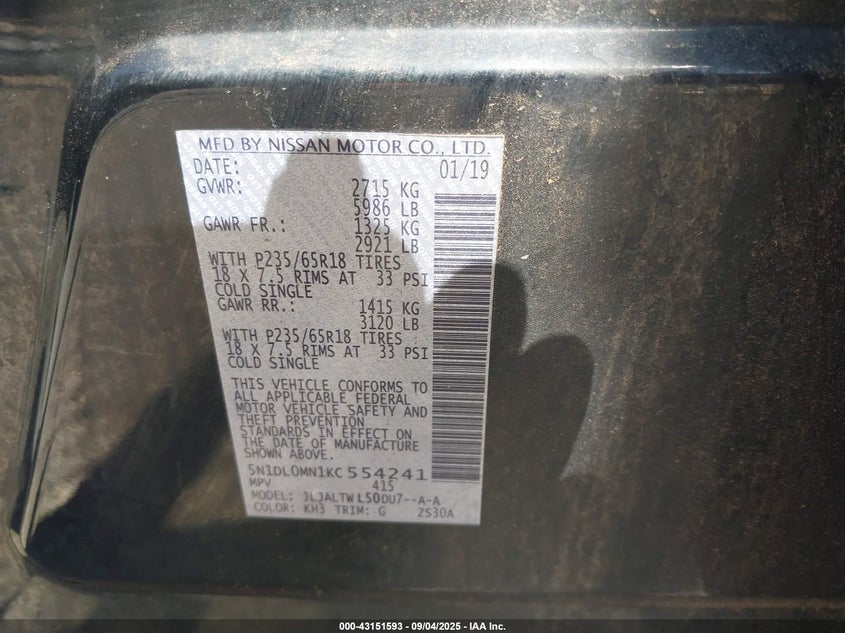 MFD BY NISSAN MOTOR CO., LTD.
DATE: 01/19
GVWR: 2715 KG
5986 LB
GAWR FR.: 1325 KG
2921 LB
WITH P235/65R18 TIRES
18 X 7.5 RIMS AT 33 PSI
COLD SINGLE
GAWR RR.: 1415 KG
3120 LB
WITH P235/65R18 TIRES
18 X 7.5 RIMS AT 33 PSI
COLD SINGLE
THIS VEHICLE CONFORMS TO
ALL APPLICABLE FEDERAL
MOTOR VEHICLE SAFETY AND
THEFT PREVENTION
STANDARDS IN EFFECT ON
THE DATE OF MANUFACTURE
SHOWN ABOVE.
5N1DL0MN1KC554241
MPV 415
MODEL: JLJALTWL50DU7--A-A
COLOR: KH3 TRIM: G ZS30A
000-43151593 - 09/04/2025 - IAA Inc.